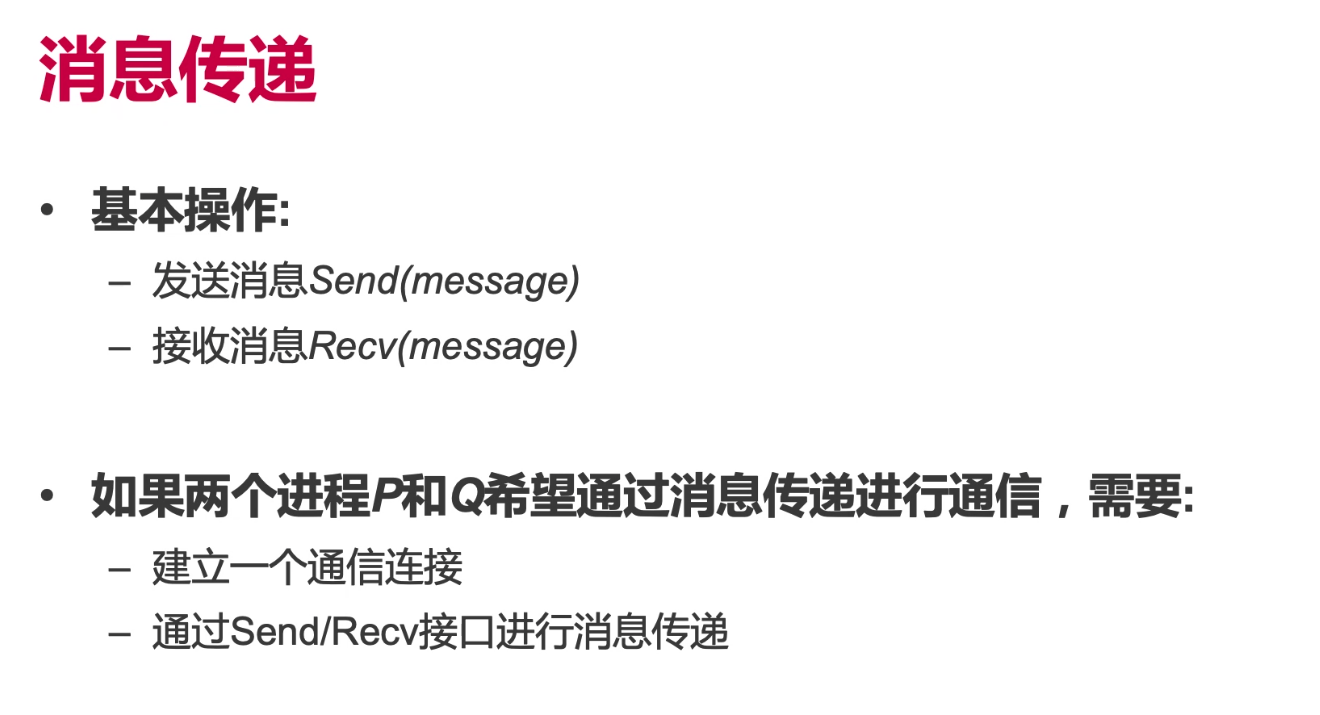 消息传递
• 基本操作:
– 发送消息Send(message)
– 接收消息Recv(message)
• 如果两个进程P和Q希望通过消息传递进行通信，需要:
– 建立一个通信连接
– 通过Send/Recv接口进行消息传递